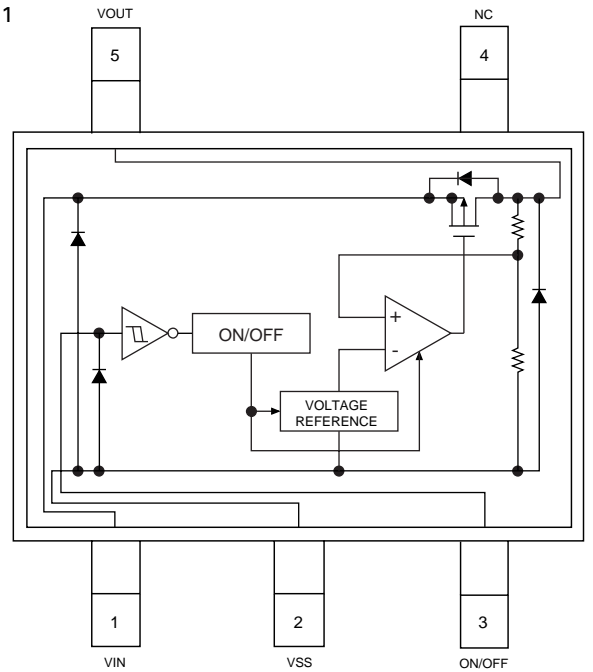 1
VOUT
NC
5
4
+
-
ON/OFF
VOLTAGE
REFERENCE
1
2
3
VIN
VSS
ON/OFF